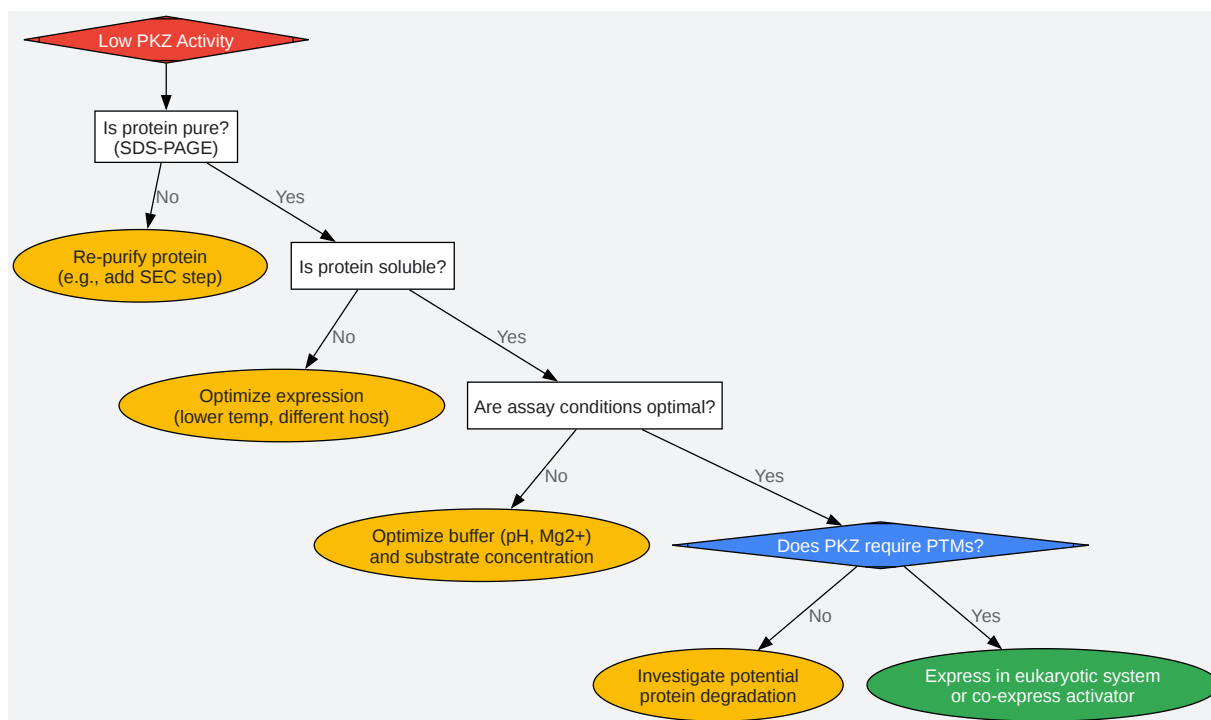 Low PKZ Activity
Is protein pure?
(SDS-PAGE)
No
Yes
Re-purify protein
(e.g., add SEC step)
Is protein soluble?
No
Yes
Optimize expression
(lower temp, different host)
Are assay conditions optimal?
No
Yes
Optimize buffer (pH, Mg2+)
and substrate concentration
Does PKZ require PTMs?
No
Yes
Investigate potential
protein degradation
Express in eukaryotic system
or co-express activator